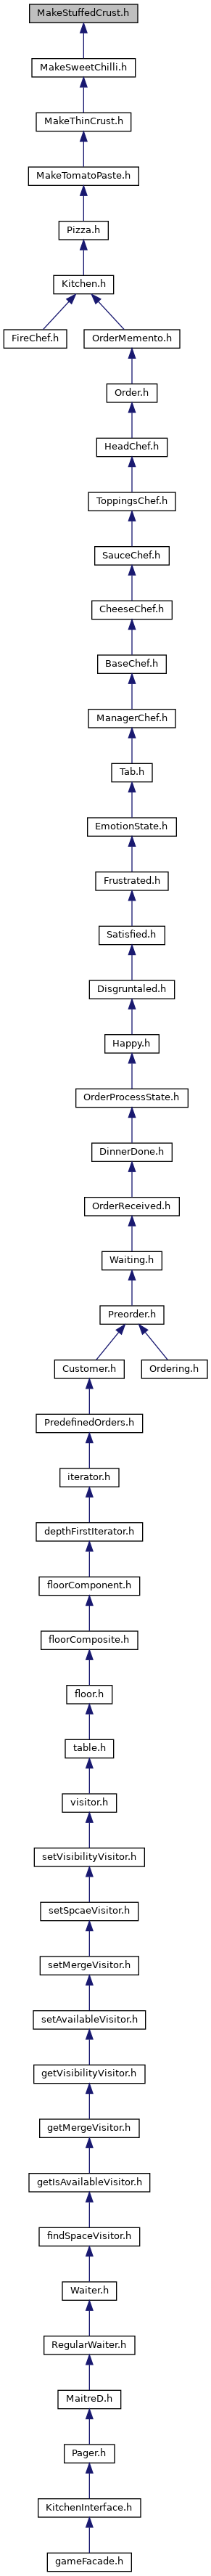 MakeStuffedCrust.h
MakeSweetChilli.h
MakeThinCrust.h
MakeTomatoPaste.h
Pizza.h
Kitchen.h
FireChef.h
OrderMemento.h
Order.h
HeadChef.h
ToppingsChef.h
SauceChef.h
CheeseChef.h
BaseChef.h
ManagerChef.h
Tab.h
EmotionState.h
Frustrated.h
Satisfied.h
Disgruntaled.h
Happy.h
OrderProcessState.h
DinnerDone.h
OrderReceived.h
Waiting.h
Preorder.h
Customer.h
Ordering.h
PredefinedOrders.h
iterator.h
depthFirstIterator.h
floorComponent.h
floorComposite.h
floor.h
table.h
visitor.h
setVisibilityVisitor.h
setSpcaeVisitor.h
setMergeVisitor.h
setAvailableVisitor.h
getVisibilityVisitor.h
getMergeVisitor.h
getIsAvailableVisitor.h
findSpaceVisitor.h
Waiter.h
RegularWaiter.h
MaitreD.h
Pager.h
KitchenInterface.h
gameFacade.h